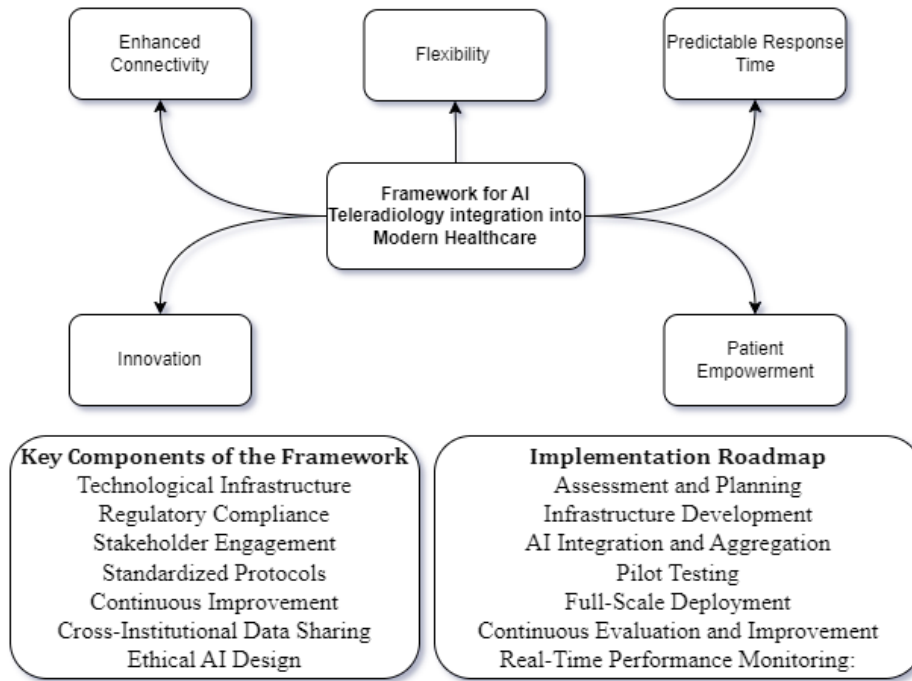 Enhanced
Connectivity
Flexibility
Predictable Response
Time
Framework for AI
Teleradiology integration into
Modern Healthcare
Innovation
Patient
Empowerment
Key Components of the Framework
Technological Infrastructure
Regulatory Compliance
Stakeholder Engagement
Standardized Protocols
Continuous Improvement
Cross-Institutional Data Sharing
Ethical AI Design
Implementation Roadmap
Assessment and Planning
Infrastructure Development
AI Integration and Aggregation
Pilot Testing
Full-Scale Deployment
Continuous Evaluation and Improvement
Real-Time Performance Monitoring: